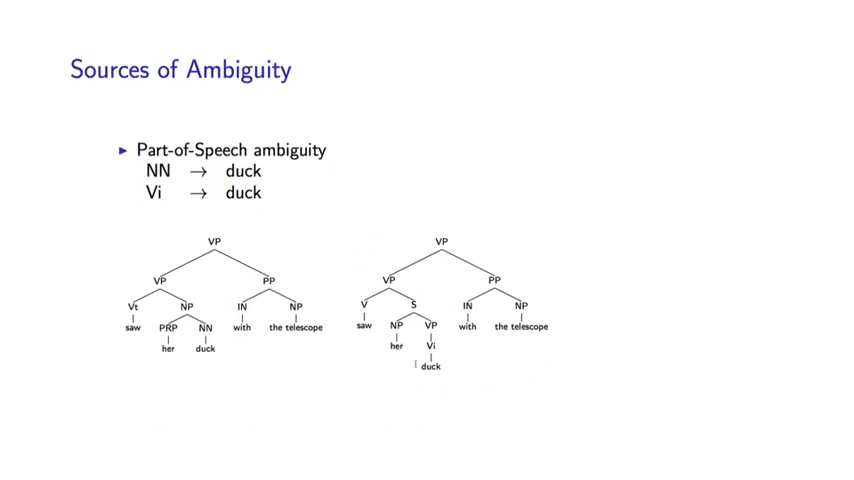 Sources of Ambiguity
▶ Part-of-Speech ambiguity
NN → duck
Vi → duck
VP VP
VP PP VP PP
Vt NP IN NP V S IN NP
saw PRP NN with the telescope saw NP VP with the telescope
her duck her Vi
duck